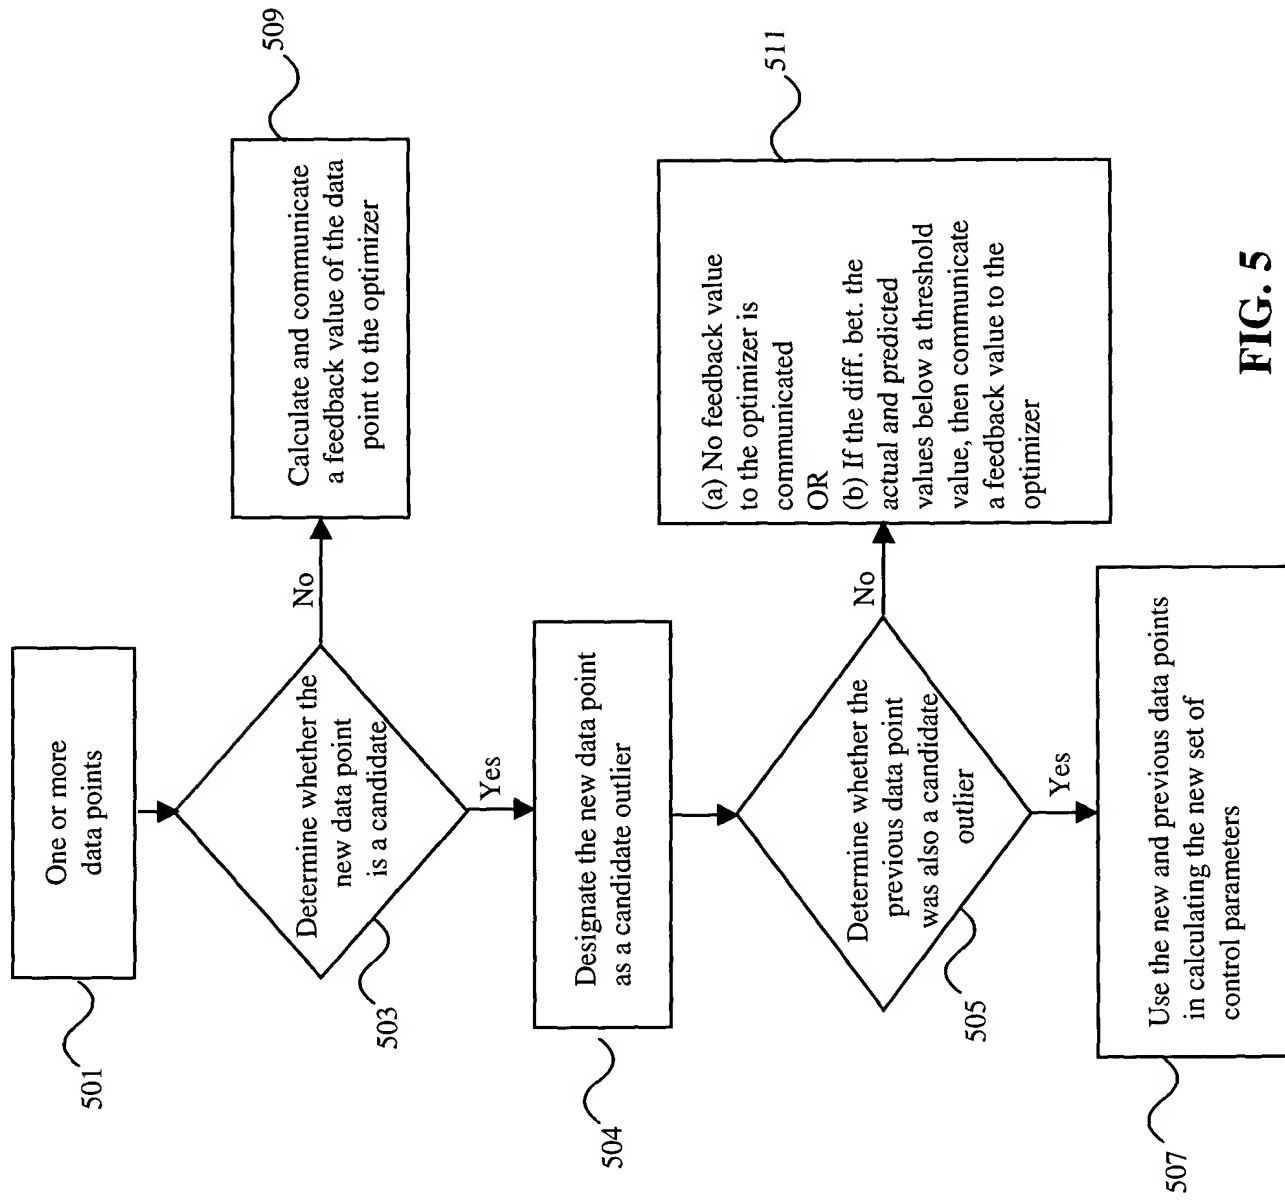 One or more
data points
501
Determine whether the
new data point
is a candidate
503
No
Calculate and communicate
a feedback value of the data
point to the optimizer
509
Yes
Designate the new data point
as a candidate outlier
504
Determine whether the
previous data point
was also a candidate
outlier
505
No
(a) No feedback value
to the optimizer is
communicated
OR
(b) If the diff. bet. the
actual and predicted
values below a threshold
value, then communicate
a feedback value to the
optimizer
511
Yes
Use the new and previous data points
in calculating the new set of
control parameters
507
FIG. 5